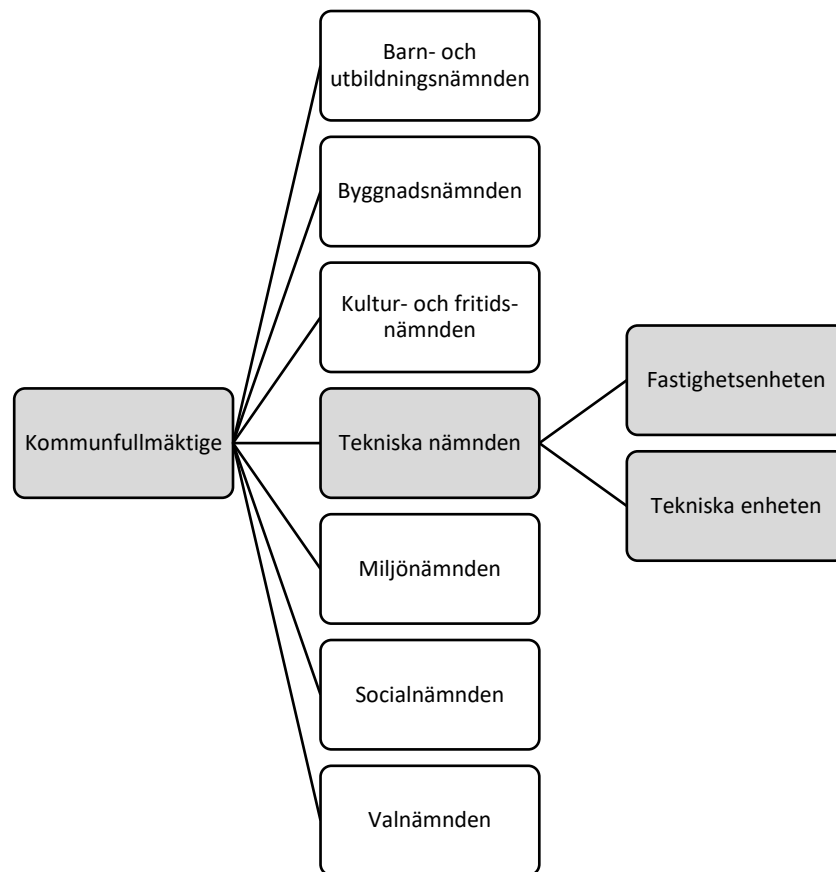 Barn- och
utbildningsnämnden
Byggnadsnämnden
Kultur- och fritids-
nämnden
Kommunfullmäktige
Tekniska nämnden
Fastighetsenheten
Tekniska enheten
Miljönämnden
Socialnämnden
Valnämnden